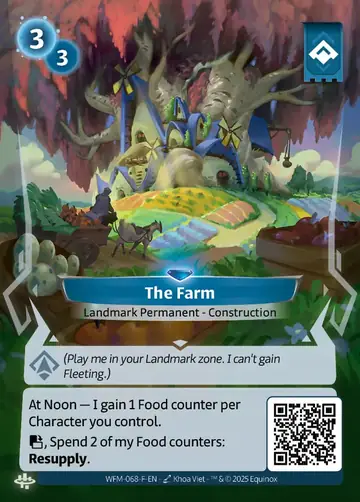 3
3
The Farm
Landmark Permanent - Construction
(Play me in your Landmark zone. I can't gain
Fleeting.)
At Noon — I gain 1 Food counter per
Character you control.
, Spend 2 of my Food counters:
Resupply.
WFM-068-F-EN - Khoa Viet - ™ & © 2025 Equinox